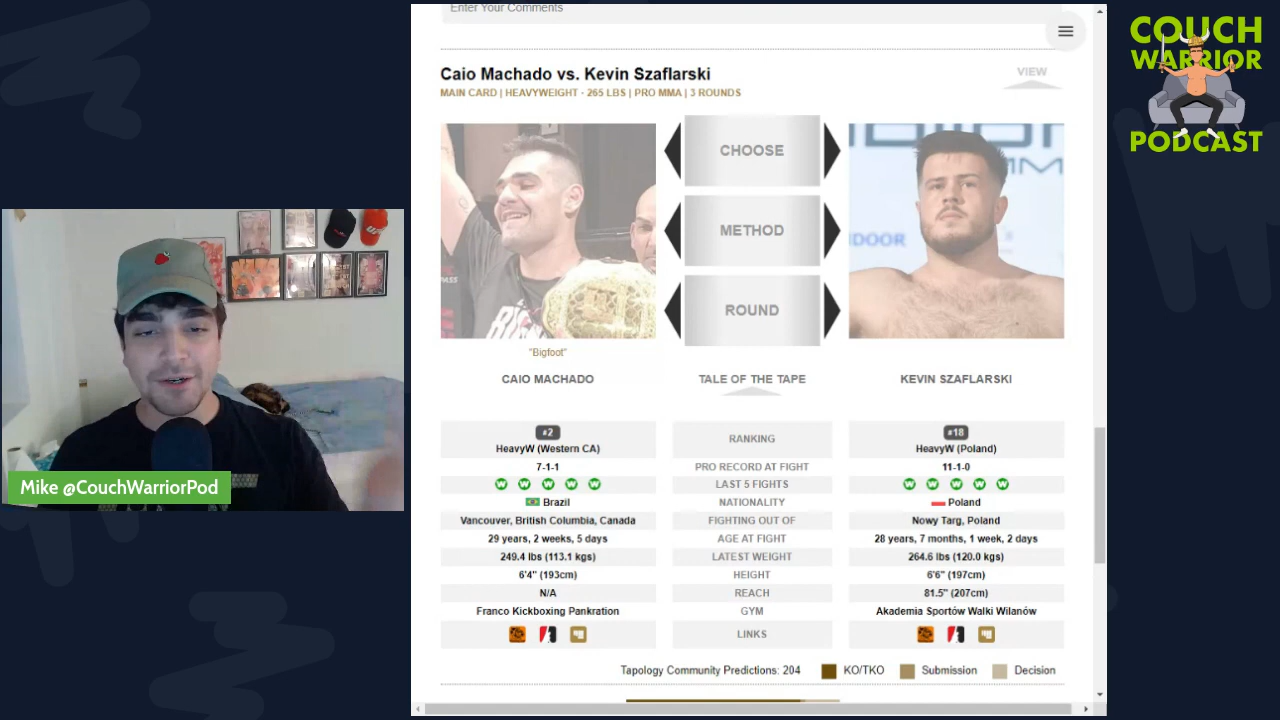 Enter Your Comments
COUCH
WARRIOR
PODCAST
Caio Machado vs. Kevin Szaflarski
VIEW
MAIN CARD | HEAVYWEIGHT · 265 LBS | PRO MMA | 3 ROUNDS
CHOOSE
METHOD
ROUND
DOOR
"Bigfoot"
CAIO MACHADO TALE OF THE TAPE KEVIN SZAFLARSKI
#2 RANKING #18
HeavyW (Western CA) HeavyW (Poland)
7-1-1 PRO RECORD AT FIGHT 11-1-0
W W W W W LAST 5 FIGHTS W W W W W
Brazil NATIONALITY Poland
Vancouver, British Columbia, Canada FIGHTING OUT OF Nowy Targ, Poland
29 years, 2 weeks, 5 days AGE AT FIGHT 28 years, 7 months, 1 week, 2 days
249.4 lbs (113.1 kgs) LATEST WEIGHT 264.6 lbs (120.0 kgs)
6'4" (193cm) HEIGHT 6'6" (197cm)
N/A REACH 81.5" (207cm)
Franco Kickboxing Pankration GYM Akademia Sportów Walki Wilanów
LINKS
Tapology Community Predictions: 204 KO/TKO Submission Decision
Mike @CouchWarriorPod